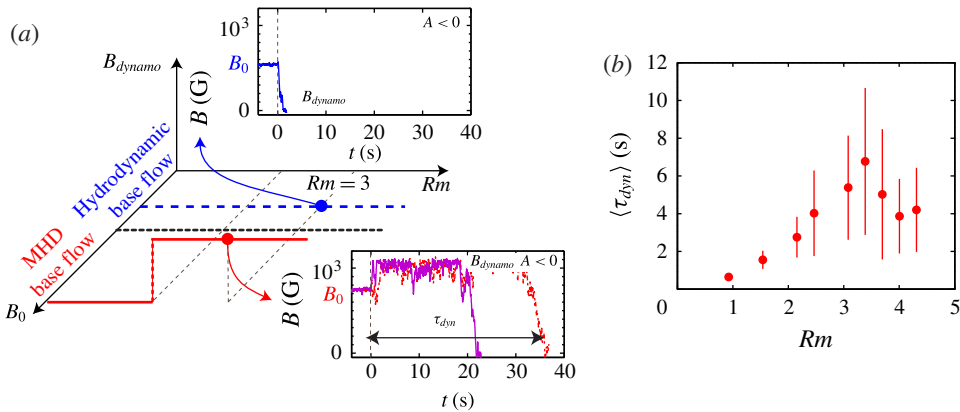 (a)
B_dynamo
Rm
B_0
Hydrodynamic
base flow
MHD
base flow
Rm = 3
B (G)
10^3
B_0
0
A < 0
B_dynamo
0 10 20 30 40
t (s)
B (G)
10^3
B_0
0
B_dynamo A < 0
τ_dyn
0 10 20 30 40
t (s)
(b)
⟨τ_dyn⟩ (s)
12
10
8
6
4
2
0
1 2 3 4 5
Rm